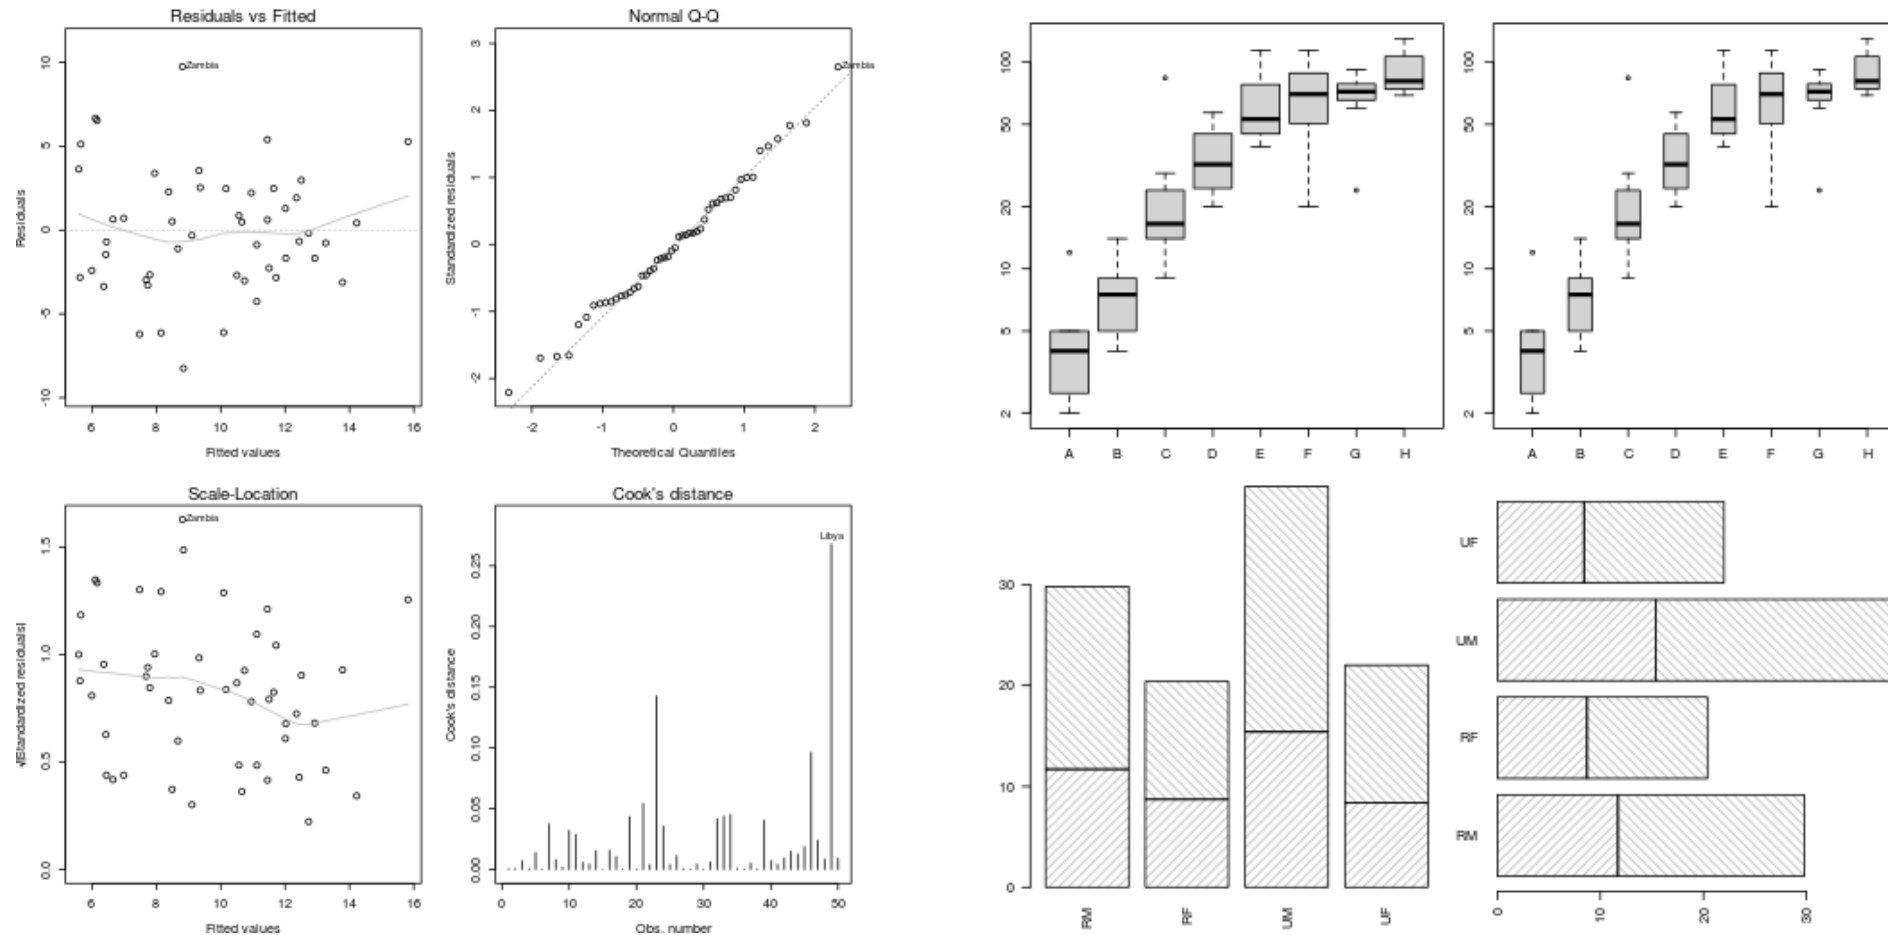 Residuals vs Fitted
Residuals
10
5
0
-5
-10
Zambia
6 8 10 12 14 16
Fitted values
Normal Q-Q
Standardized residuals
3
2
1
0
-1
-2
Zambia
-2 -1 0 1 2
Theoretical Quantiles
100
50
20
10
5
2
A B C D E F G H
100
50
20
10
5
2
A B C D E F G H
Scale-Location
√|Standardized residuals|
1.5
1.0
0.5
0.0
Zambia
6 8 10 12 14 16
Fitted values
Cook's distance
Cook's distance
0.25
0.20
0.15
0.10
0.05
0.00
Libya
0 10 20 30 40 50
Obs. number
30
20
10
0
RM RF UM UF
UF
UM
RF
RM
0 10 20 30